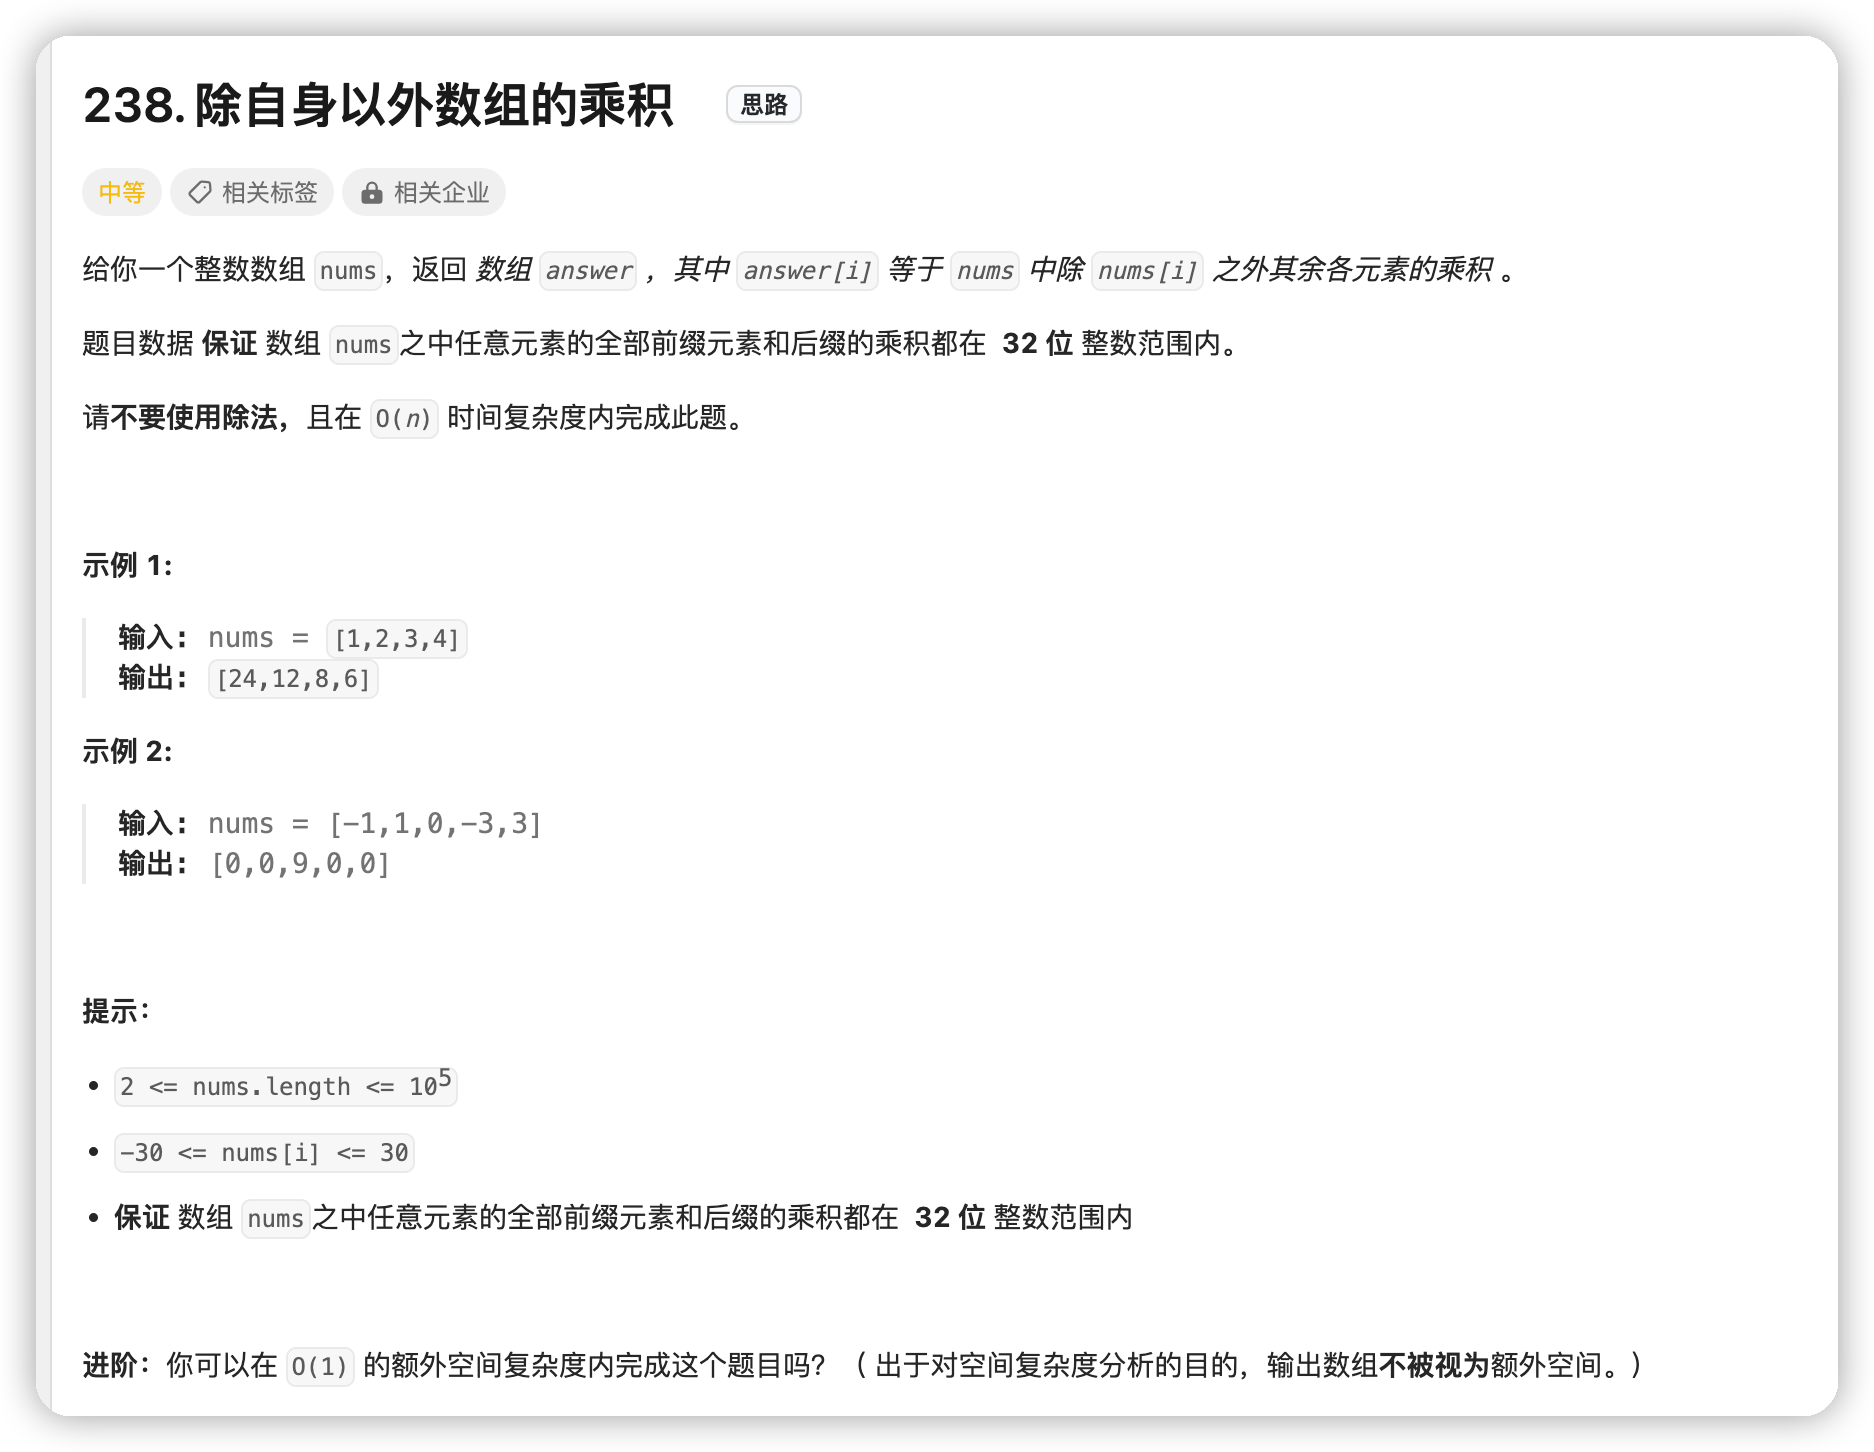 238. 除自身以外数组的乘积 思路
中等 相关标签 相关企业
给你一个整数数组 nums，返回 数组 answer ，其中 answer[i] 等于 nums 中除 nums[i] 之外其余各元素的乘积 。
题目数据 保证 数组 nums之中任意元素的全部前缀元素和后缀的乘积都在 32 位 整数范围内。
请不要使用除法，且在 O(n) 时间复杂度内完成此题。
示例 1:
输入: nums = [1,2,3,4]
输出: [24,12,8,6]
示例 2:
输入: nums = [-1,1,0,-3,3]
输出: [0,0,9,0,0]
提示：
• 2 <= nums.length <= 10⁵
• -30 <= nums[i] <= 30
• 保证 数组 nums之中任意元素的全部前缀元素和后缀的乘积都在 32 位 整数范围内
进阶：你可以在 O(1) 的额外空间复杂度内完成这个题目吗？（ 出于对空间复杂度分析的目的，输出数组不被视为额外空间。）